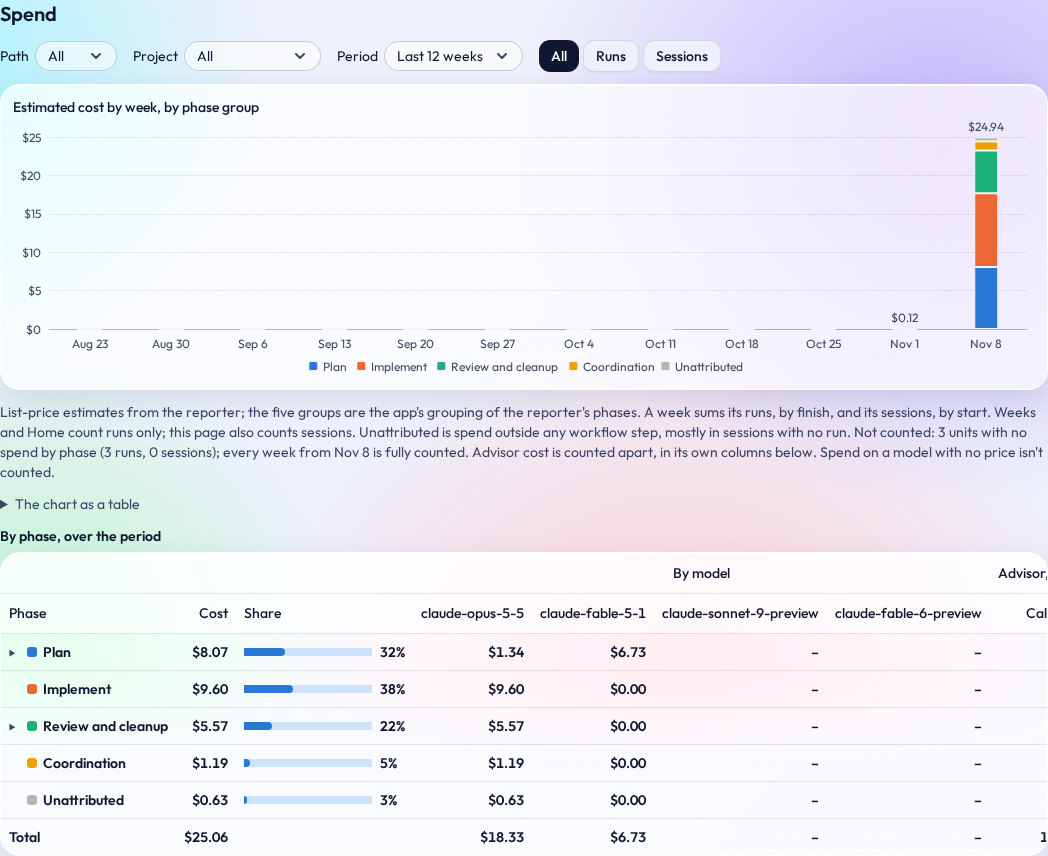 Spend
Path All Project All Period Last 12 weeks All Runs Sessions
Estimated cost by week, by phase group
$24.94
$25
$20
$15
$10
$5
$0.12
$0
Aug 23 Aug 30 Sep 6 Sep 13 Sep 20 Sep 27 Oct 4 Oct 11 Oct 18 Oct 25 Nov 1 Nov 8
Plan Implement Review and cleanup Coordination Unattributed
List-price estimates from the reporter; the five groups are the app's grouping of the reporter's phases. A week sums its runs, by finish, and its sessions, by start. Weeks
and Home count runs only; this page also counts sessions. Unattributed is spend outside any workflow step, mostly in sessions with no run. Not counted: 3 units with no
spend by phase (3 runs, 0 sessions); every week from Nov 8 is fully counted. Advisor cost is counted apart, in its own columns below. Spend on a model with no price isn't
counted.
The chart as a table
By phase, over the period
By model Advisor,
Phase Cost Share claude-opus-5-5 claude-fable-5-1 claude-sonnet-9-preview claude-fable-6-preview Cal
Plan $8.07 32% $1.34 $6.73 – –
Implement $9.60 38% $9.60 $0.00 – –
Review and cleanup $5.57 22% $5.57 $0.00 – –
Coordination $1.19 5% $1.19 $0.00 – –
Unattributed $0.63 3% $0.63 $0.00 – –
Total $25.06 $18.33 $6.73 – – 1